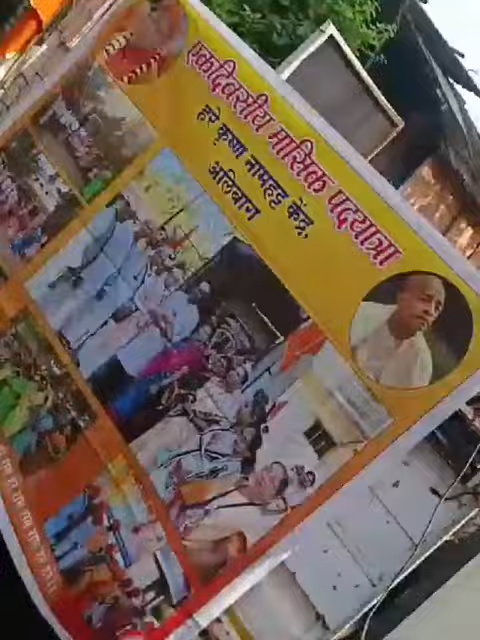 एकदिवसीय मासिक पदयात्रा
हरे कृष्ण नामहट्ट केंद्र,
अलिबाग